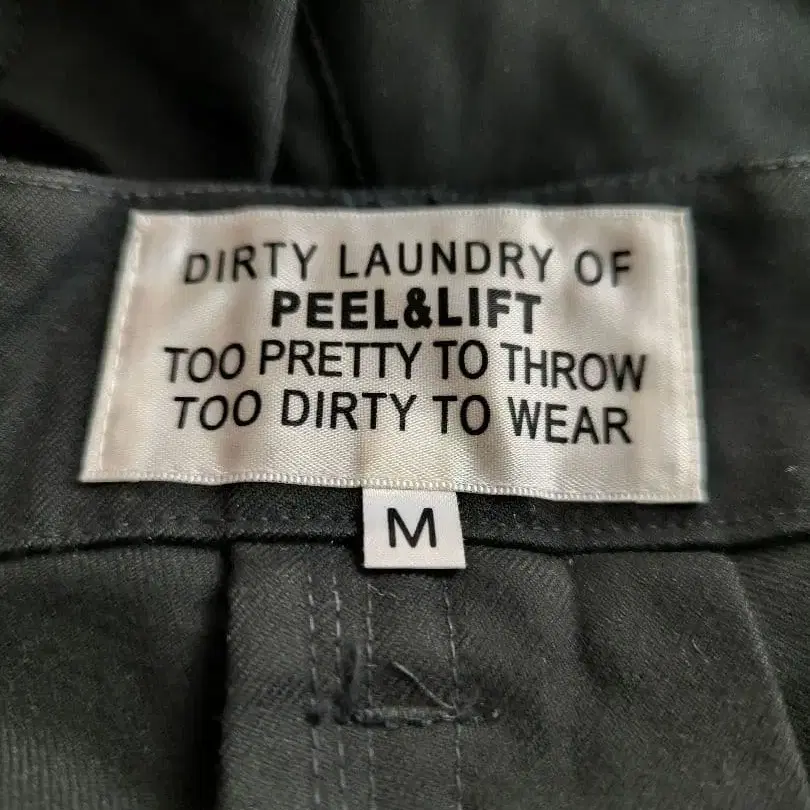 DIRTY LAUNDRY OF
PEEL&LIFT
TOO PRETTY TO THROW
TOO DIRTY TO WEAR
M